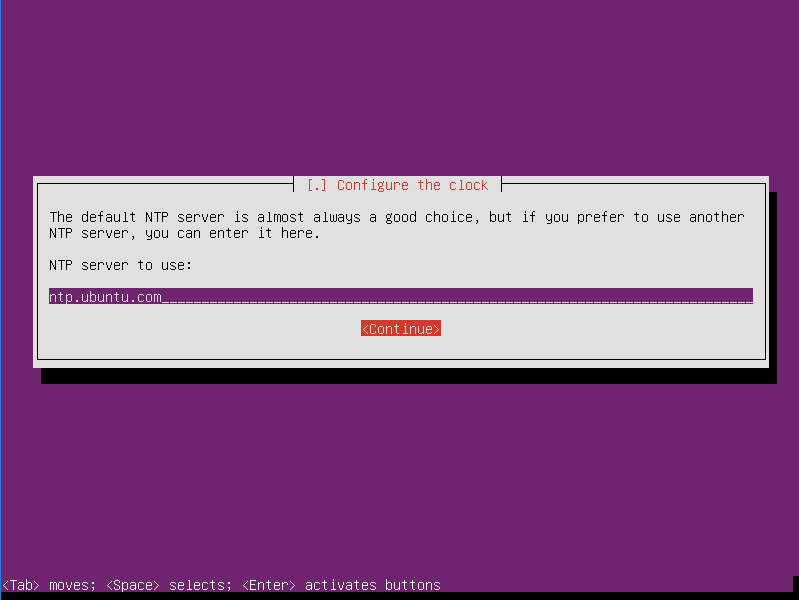 [.] Configure the clock
The default NTP server is almost always a good choice, but if you prefer to use another
NTP server, you can enter it here.
NTP server to use:
ntp.ubuntu.com__________________________________________________________________________
<Continue>
<Tab> moves; <Space> selects; <Enter> activates buttons